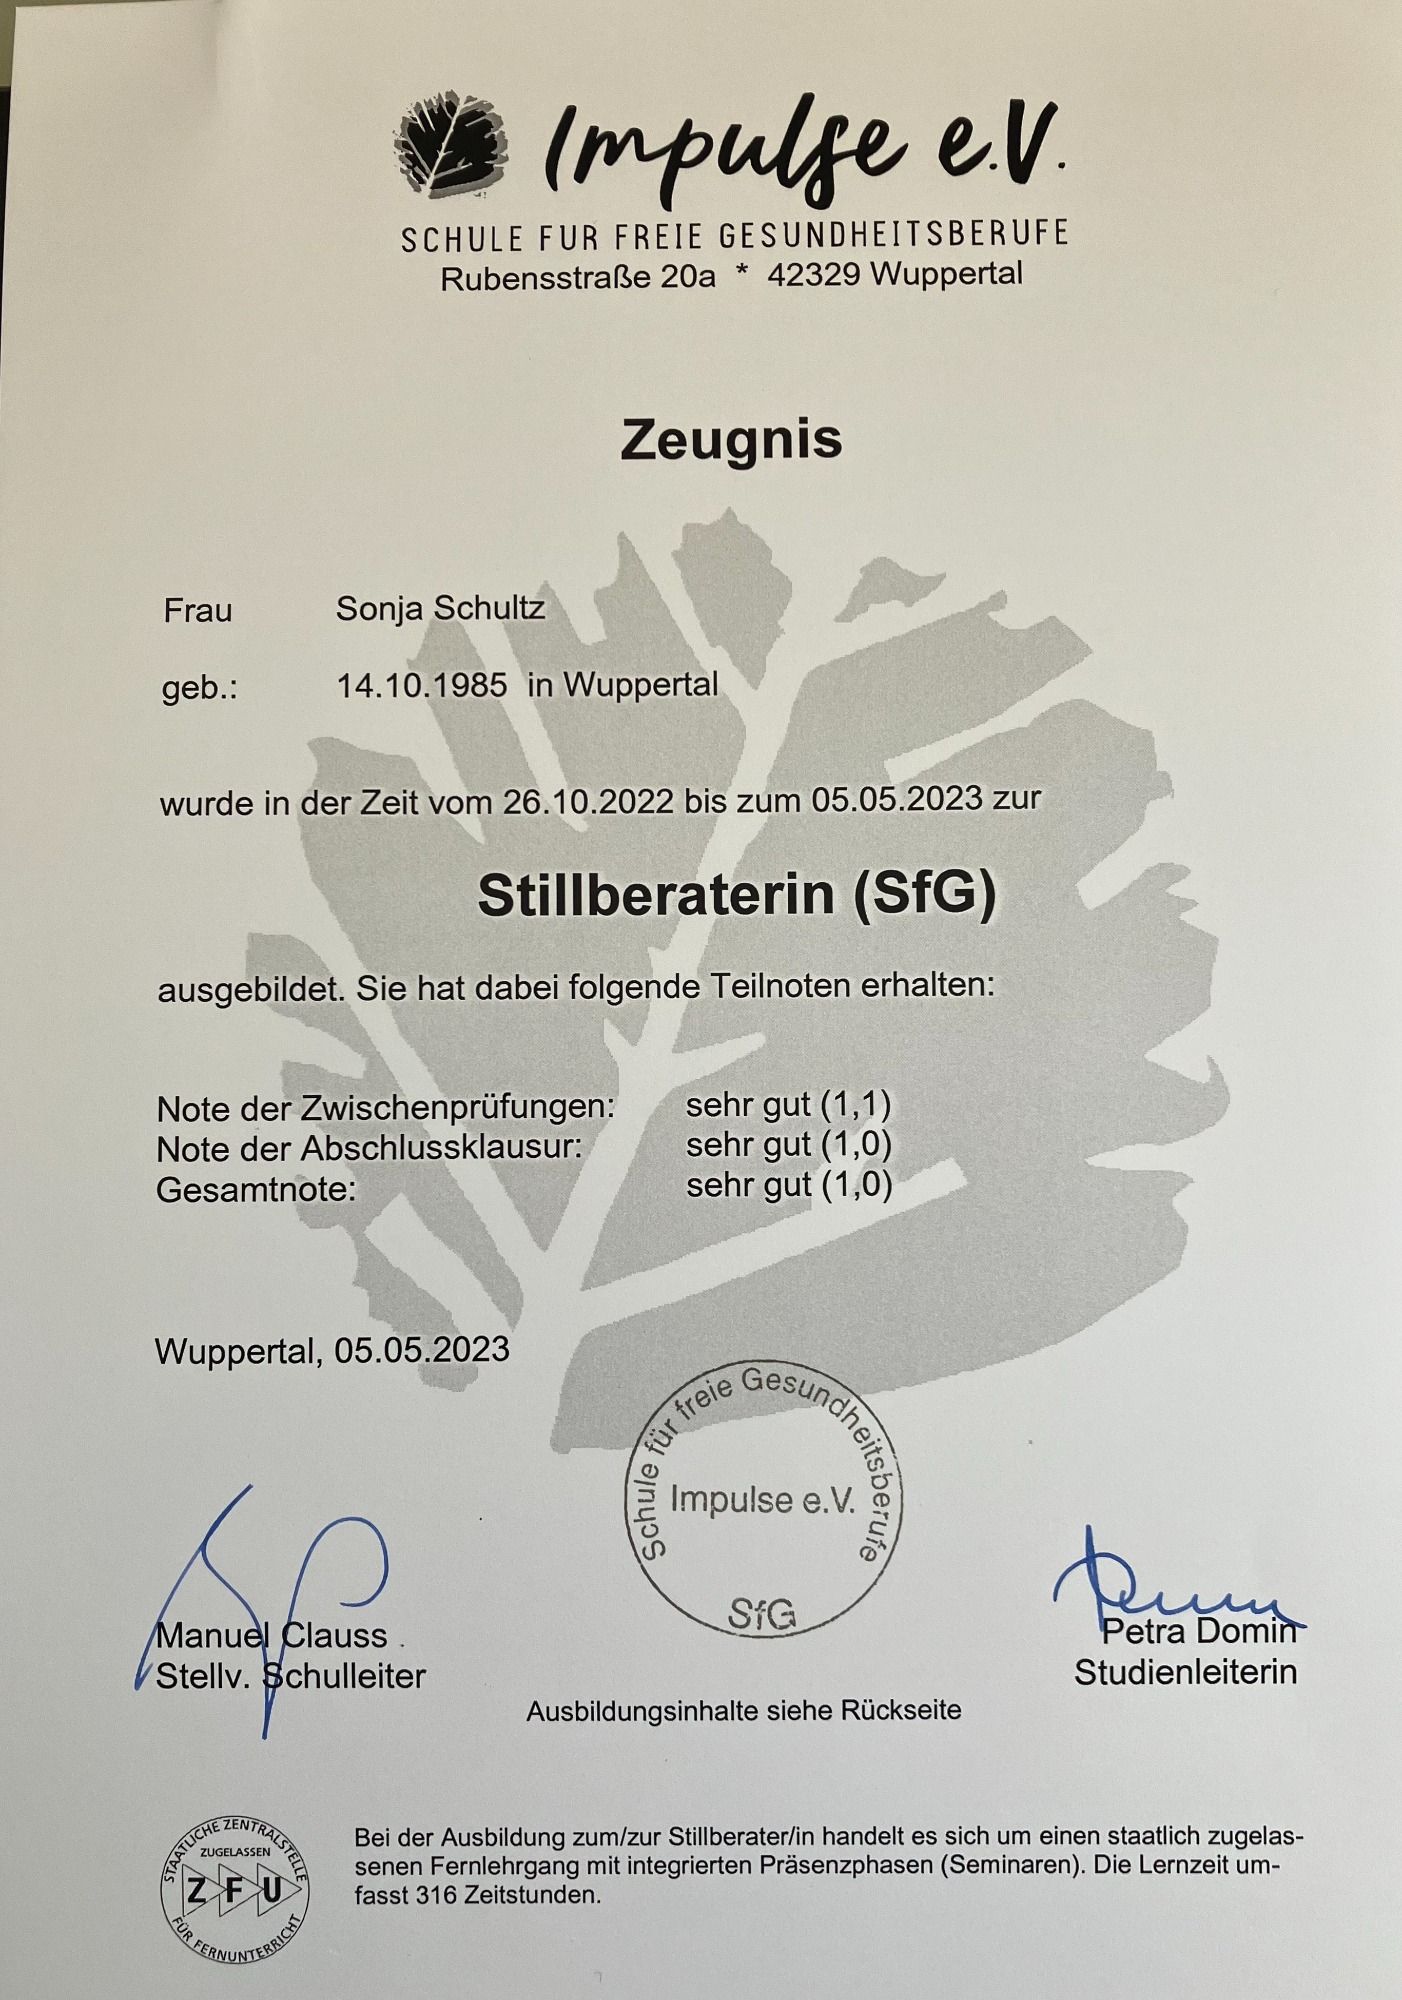 Impulse e.V.
SCHULE FUR FREIE GESUNDHEITSBERUFE
Rubensstraße 20a * 42329 Wuppertal
Zeugnis
Frau Sonja Schultz
geb.: 14.10.1985 in Wuppertal
wurde in der Zeit vom 26.10.2022 bis zum 05.05.2023 zur
Stillberaterin (SfG)
ausgebildet. Sie hat dabei folgende Teilnoten erhalten:
Note der Zwischenprüfungen: sehr gut (1,1)
Note der Abschlussklausur: sehr gut (1,0)
Gesamtnote: sehr gut (1,0)
Wuppertal, 05.05.2023
Schule für freie Gesundheitsberufe
Impulse e.V.
SfG
Manuel Clauss
Stellv. Schulleiter
Petra Domin
Studienleiterin
Ausbildungsinhalte siehe Rückseite
STAATLICHE ZENTRALSTELLE
ZUGELASSEN
ZFU
FÜR FERNUNTERRICHT
Bei der Ausbildung zum/zur Stillberater/in handelt es sich um einen staatlich zugelas-
senen Fernlehrgang mit integrierten Präsenzphasen (Seminaren). Die Lernzeit um-
fasst 316 Zeitstunden.